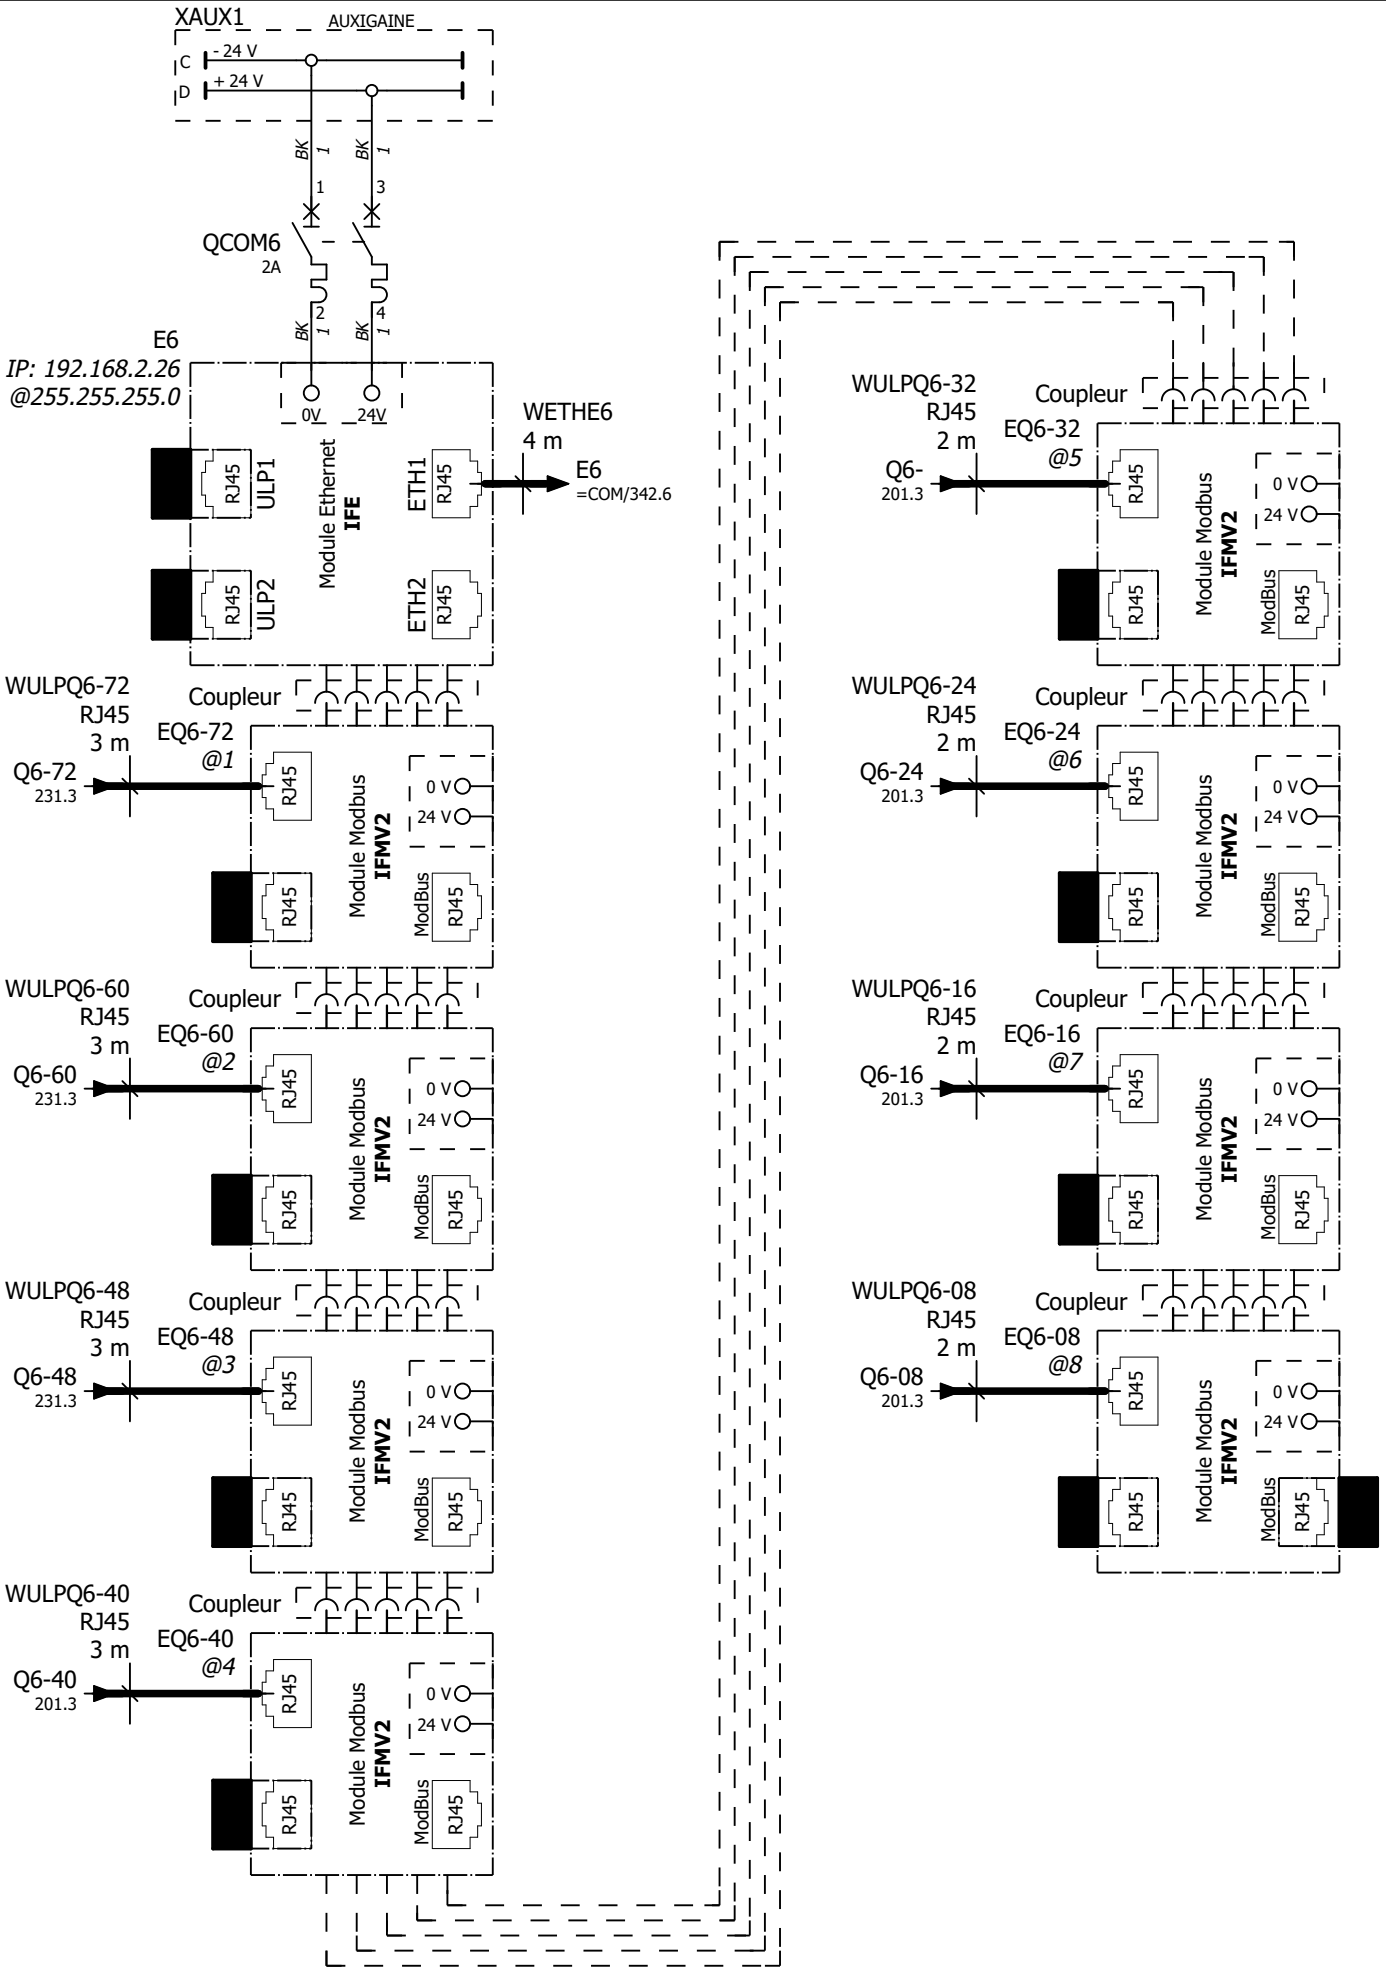 XAUX1
AUXIGAINE
C
- 24 V
D
+ 24 V
BK
1
BK
1
1
3
QCOM6
2A
2
4
BK
1
BK
1
E6
IP: 192.168.2.26
@255.255.255.0
0V
24V
Module Ethernet
IFE
RJ45
ULP1
ETH1
RJ45
WETHE6
4 m
E6
=COM/342.6
RJ45
ULP2
ETH2
RJ45
WULPQ6-72
RJ45
3 m
Coupleur
EQ6-72
@1
Q6-72
231.3
RJ45
Module Modbus
IFMV2
0 V
24 V
RJ45
ModBus
RJ45
WULPQ6-60
RJ45
3 m
Coupleur
EQ6-60
@2
Q6-60
231.3
RJ45
Module Modbus
IFMV2
0 V
24 V
RJ45
ModBus
RJ45
WULPQ6-48
RJ45
3 m
Coupleur
EQ6-48
@3
Q6-48
231.3
RJ45
Module Modbus
IFMV2
0 V
24 V
RJ45
ModBus
RJ45
WULPQ6-40
RJ45
3 m
Coupleur
EQ6-40
@4
Q6-40
201.3
RJ45
Module Modbus
IFMV2
0 V
24 V
RJ45
ModBus
RJ45
WULPQ6-32
RJ45
2 m
Coupleur
EQ6-32
@5
Q6-
201.3
RJ45
Module Modbus
IFMV2
0 V
24 V
RJ45
ModBus
RJ45
WULPQ6-24
RJ45
2 m
Coupleur
EQ6-24
@6
Q6-24
201.3
RJ45
Module Modbus
IFMV2
0 V
24 V
RJ45
ModBus
RJ45
WULPQ6-16
RJ45
2 m
Coupleur
EQ6-16
@7
Q6-16
201.3
RJ45
Module Modbus
IFMV2
0 V
24 V
RJ45
ModBus
RJ45
WULPQ6-08
RJ45
2 m
Coupleur
EQ6-08
@8
Q6-08
201.3
RJ45
Module Modbus
IFMV2
0 V
24 V
RJ45
ModBus
RJ45